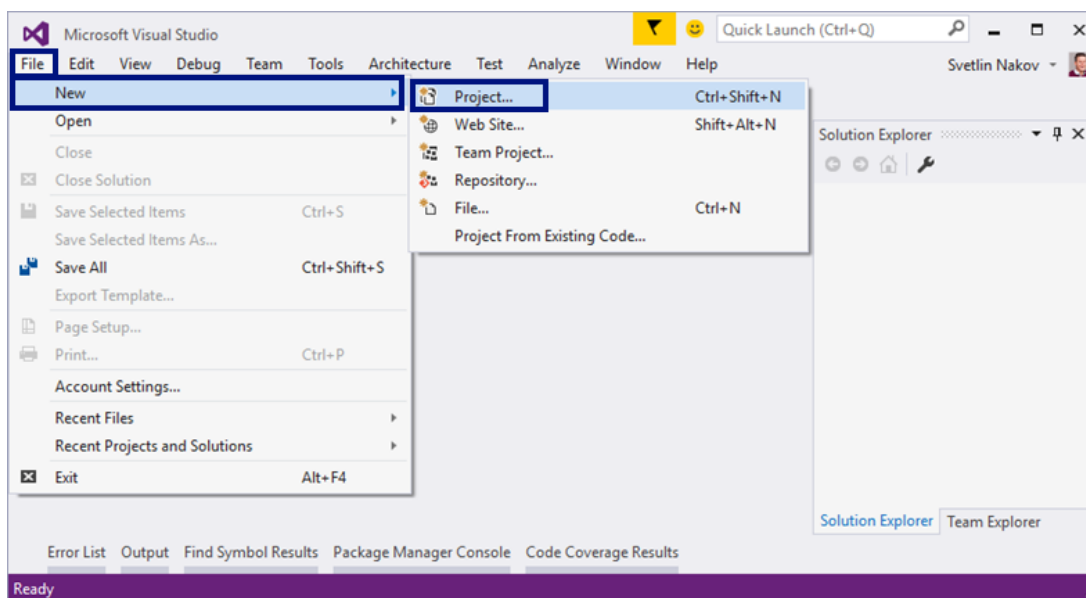 Microsoft Visual Studio
Quick Launch (Ctrl+Q)
File Edit View Debug Team Tools Architecture Test Analyze Window Help
Svetlin Nakov
New
Open
Close
Close Solution
Save Selected Items Ctrl+S
Save Selected Items As...
Save All Ctrl+Shift+S
Export Template...
Page Setup...
Print... Ctrl+P
Account Settings...
Recent Files
Recent Projects and Solutions
Exit Alt+F4
Project... Ctrl+Shift+N
Web Site... Shift+Alt+N
Team Project...
Repository...
File... Ctrl+N
Project From Existing Code...
Solution Explorer
Solution Explorer Team Explorer
Error List Output Find Symbol Results Package Manager Console Code Coverage Results
Ready